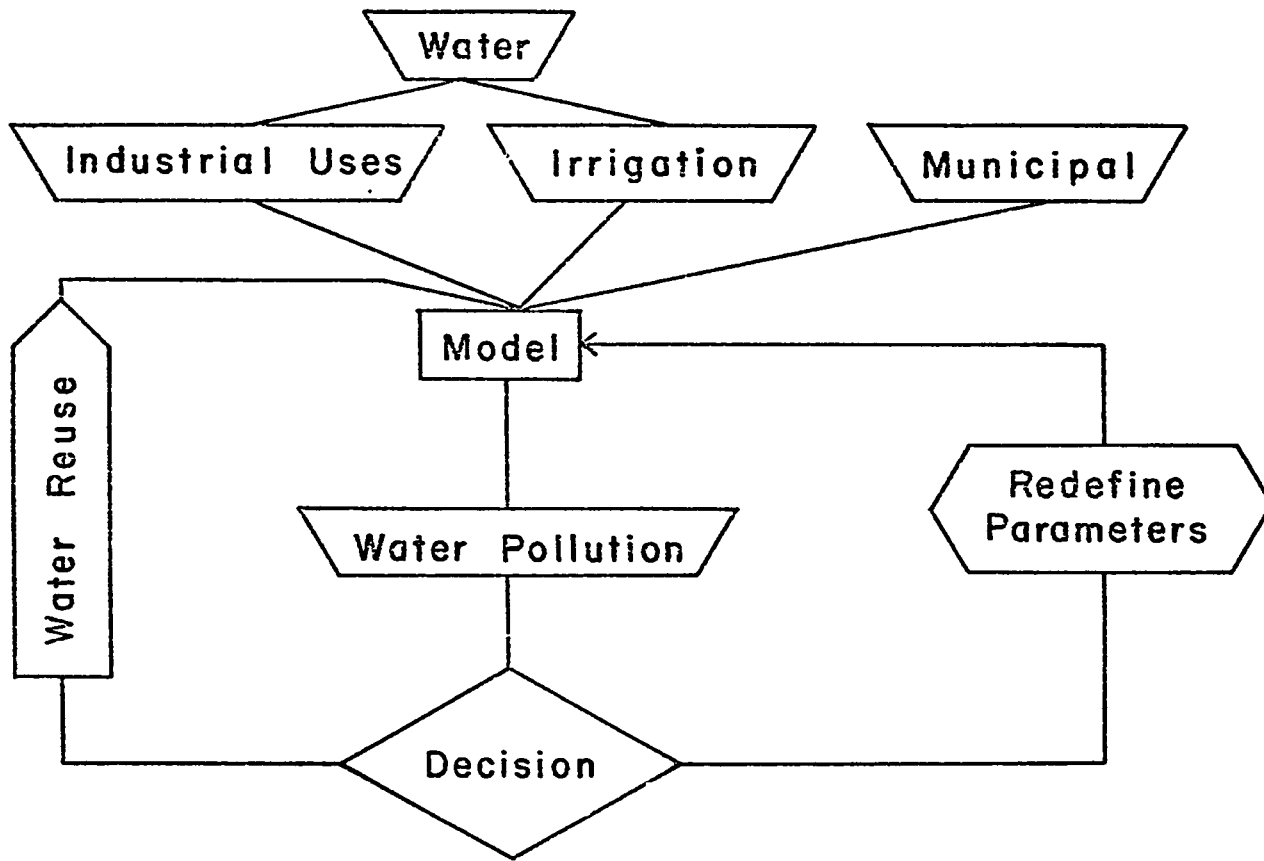 Water
Industrial Uses
Irrigation
Municipal
Model
Water Reuse
Redefine
Parameters
Water Pollution
Decision